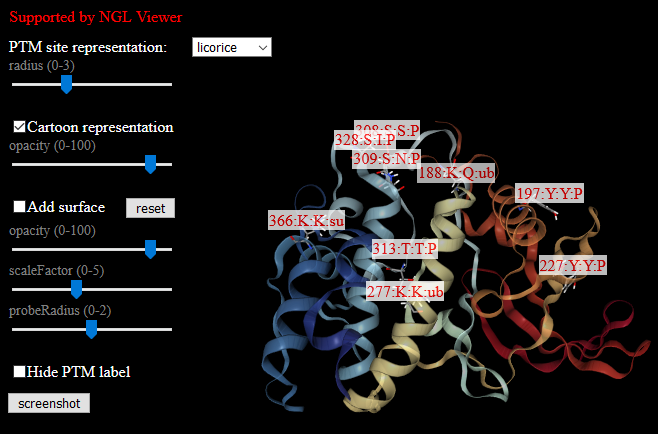 Supported by NGL Viewer
PTM site representation: licorice
radius (0-3)
Cartoon representation
opacity (0-100)
Add surface reset
opacity (0-100)
scaleFactor (0-5)
probeRadius (0-2)
Hide PTM label
screenshot
308:S:S:P
328:S:I:P
309:S:N:P
188:K:Q:ub
197:Y:Y:P
366:K:K:su
313:T:T:P
227:Y:Y:P
277:K:K:ub